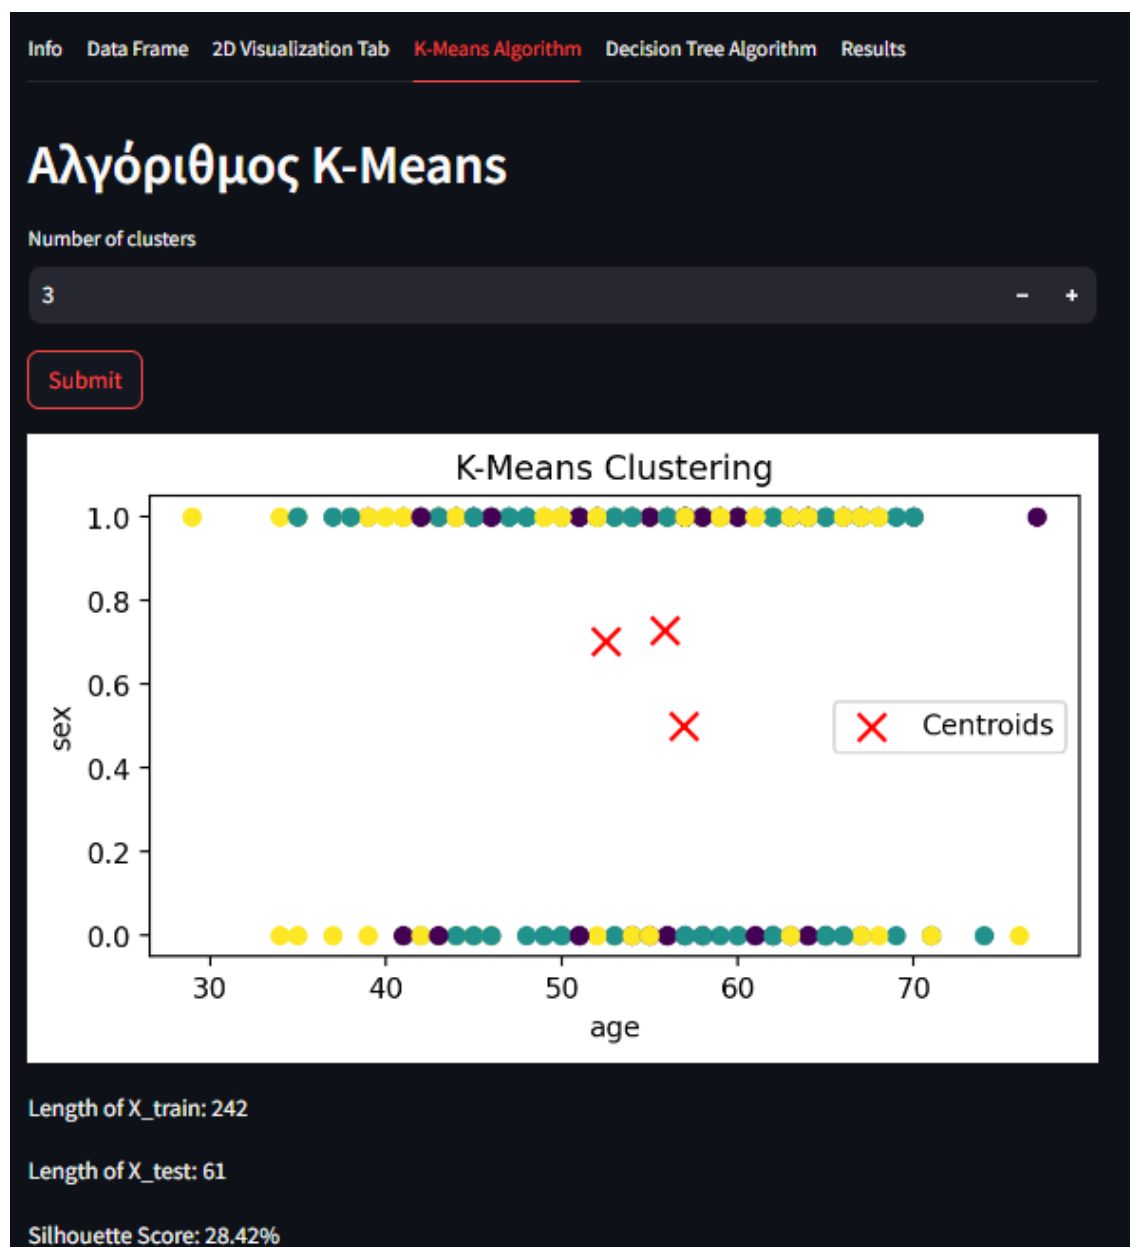 Info Data Frame 2D Visualization Tab K-Means Algorithm Decision Tree Algorithm Results
Αλγόριθμος K-Means
Number of clusters
3 − +
Submit
K-Means Clustering
1.0
0.8
0.6
0.4
0.2
0.0
sex
Centroids
30 40 50 60 70
age
Length of X_train: 242
Length of X_test: 61
Silhouette Score: 28.42%